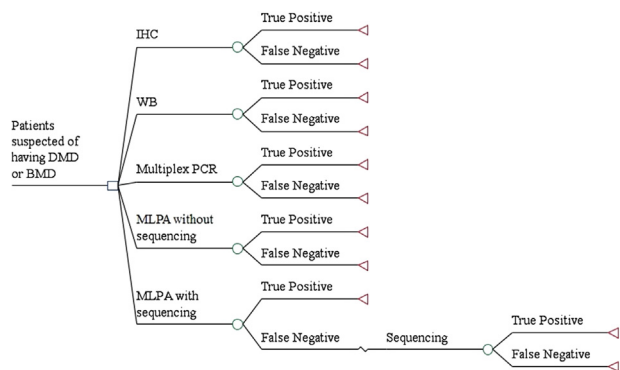 Patients
suspected of
having DMD
or BMD
IHC
True Positive
False Negative
WB
True Positive
False Negative
Multiplex PCR
True Positive
False Negative
MLPA without
sequencing
True Positive
False Negative
MLPA with
sequencing
True Positive
False Negative
Sequencing
True Positive
False Negative